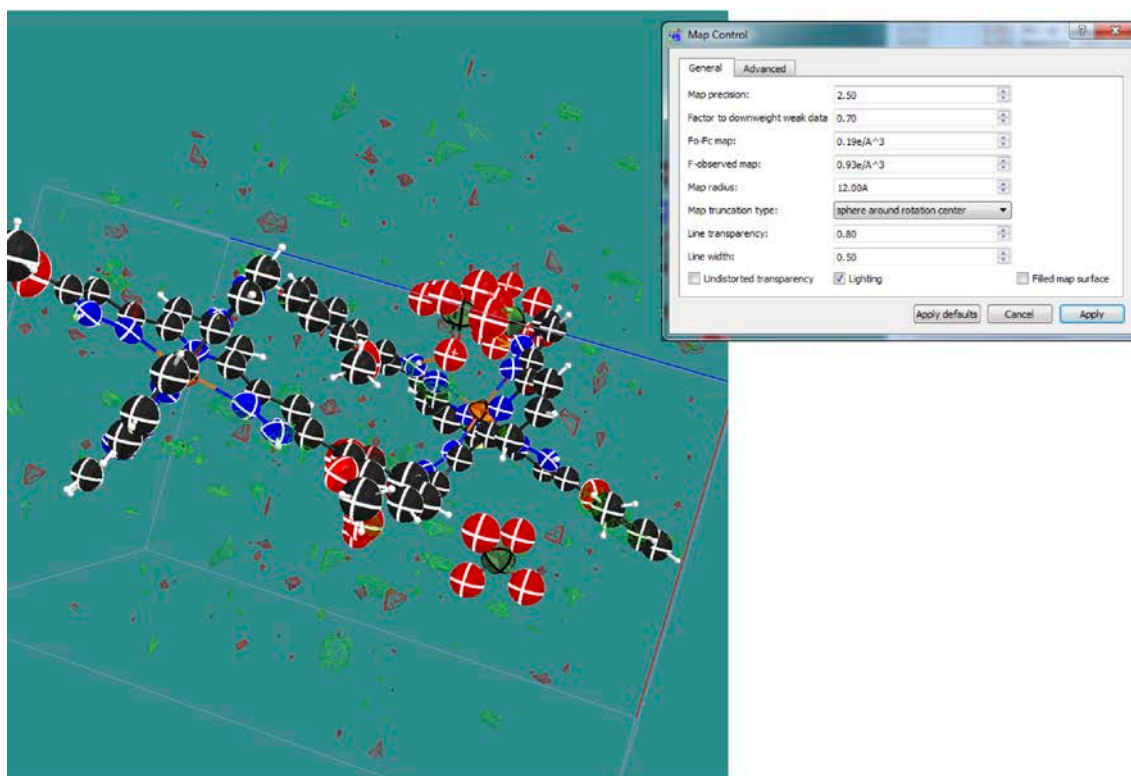 Map Control
General Advanced
Map precision: 2.50
Factor to downweight weak data 0.70
Fo-Fc map: 0.19e/A^3
F-observed map: 0.93e/A^3
Map radius: 12.00A
Map truncation type: sphere around rotation center
Line transparency: 0.80
Line width: 0.50
Undistorted transparency Lighting Filled map surface
Apply defaults Cancel Apply